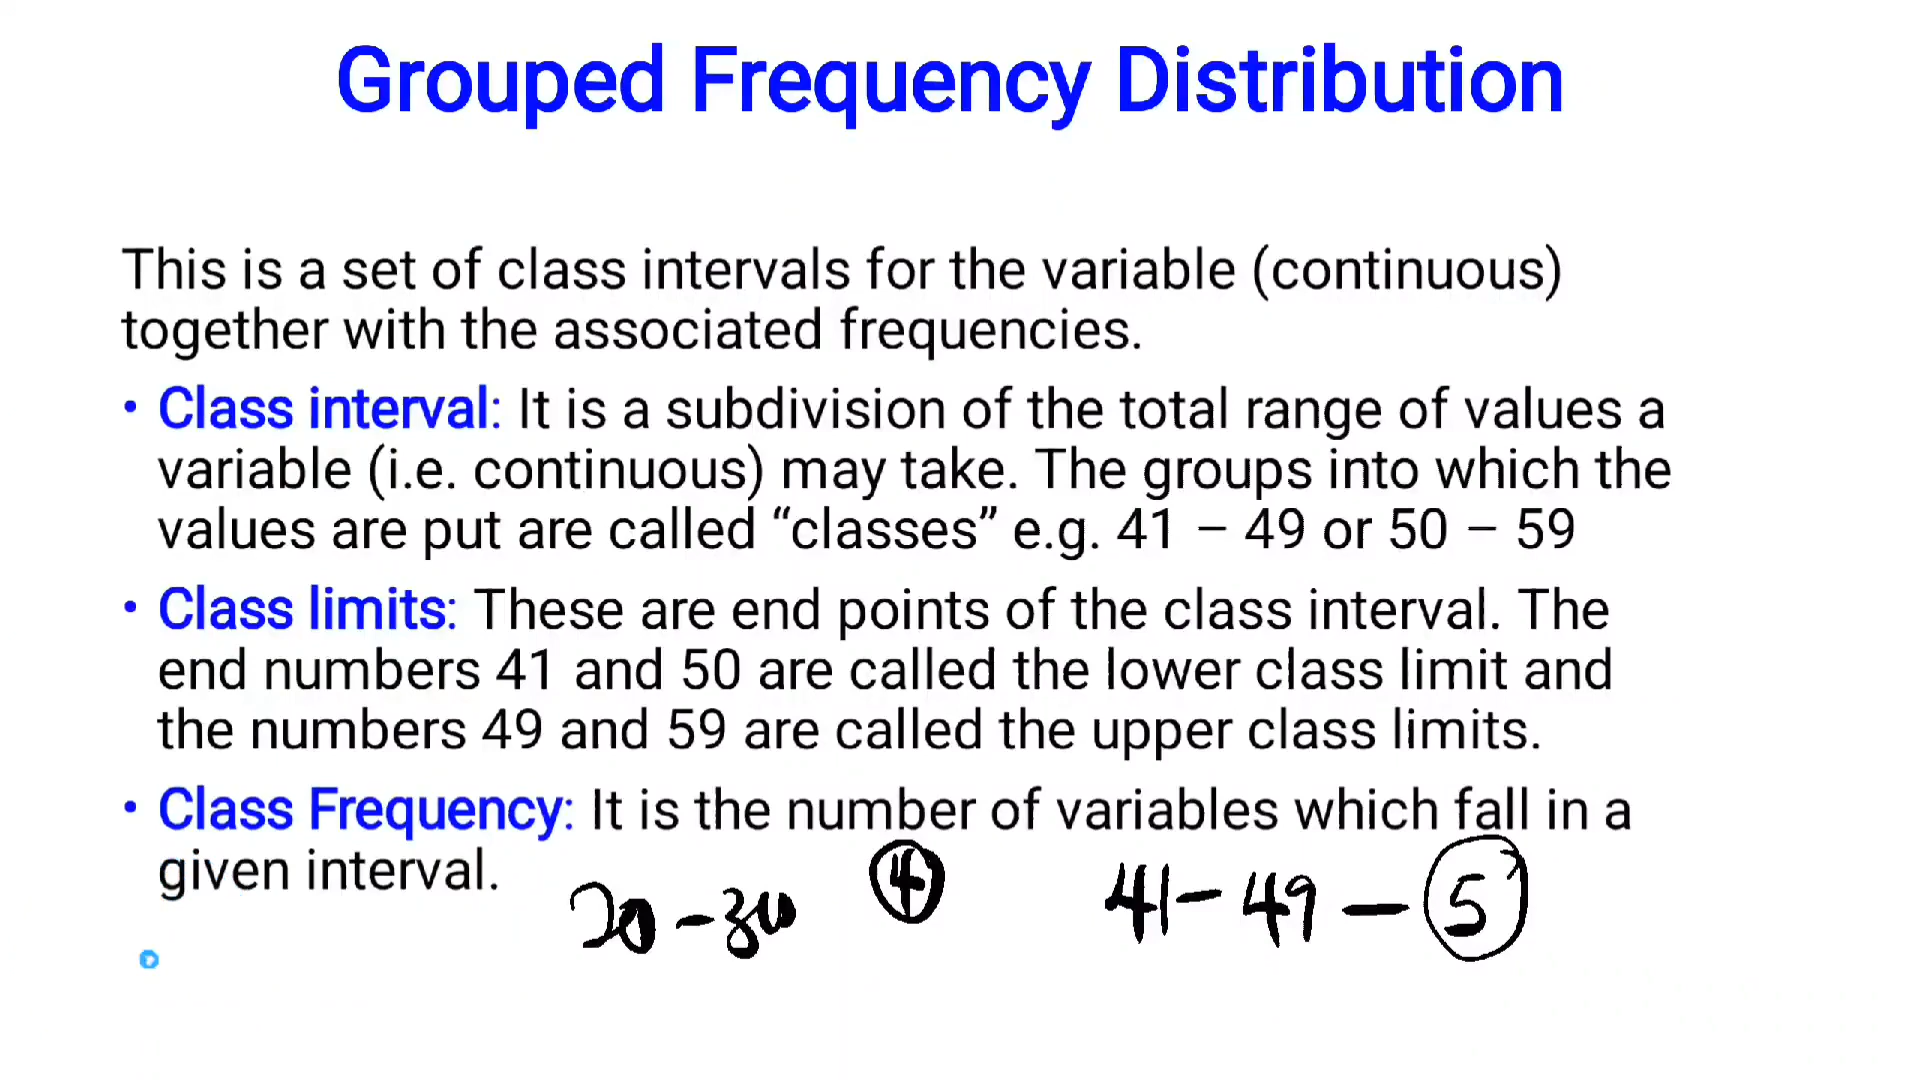 Grouped Frequency Distribution
This is a set of class intervals for the variable (continuous)
together with the associated frequencies.
• Class interval: It is a subdivision of the total range of values a
variable (i.e. continuous) may take. The groups into which the
values are put are called “classes” e.g. 41 – 49 or 50 – 59
• Class limits: These are end points of the class interval. The
end numbers 41 and 50 are called the lower class limit and
the numbers 49 and 59 are called the upper class limits.
• Class Frequency: It is the number of variables which fall in a
given interval.
20 - 30 4 41 - 49 - 5